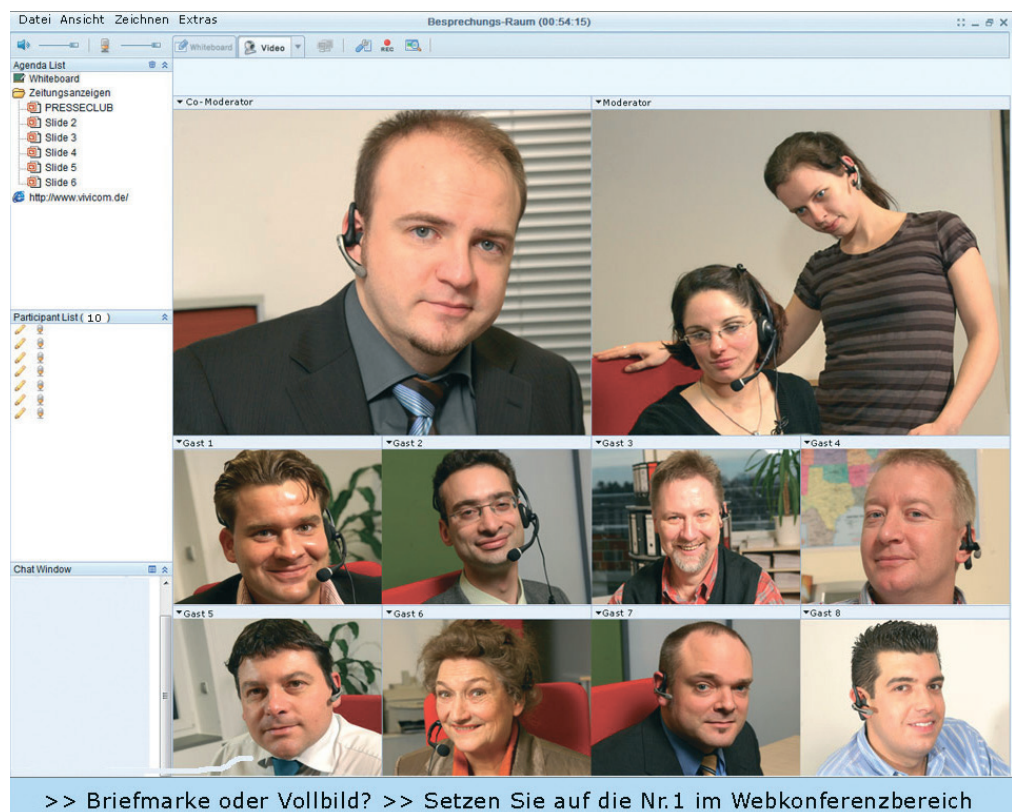 Datei Ansicht Zeichnen Extras
Besprechungs-Raum (00:54:15)
Whiteboard
Video
REC
Agenda List
Whiteboard
Zeitungsanzeigen
PRESSECLUB
Slide 2
Slide 3
Slide 4
Slide 5
Slide 6
http://www.vivicom.de/
Participant List ( 10 )
Chat Window
Co-Moderator
Moderator
Gast 1
Gast 2
Gast 3
Gast 4
Gast 5
Gast 6
Gast 7
Gast 8
>> Briefmarke oder Vollbild? >> Setzen Sie auf die Nr.1 im Webkonferenzbereich